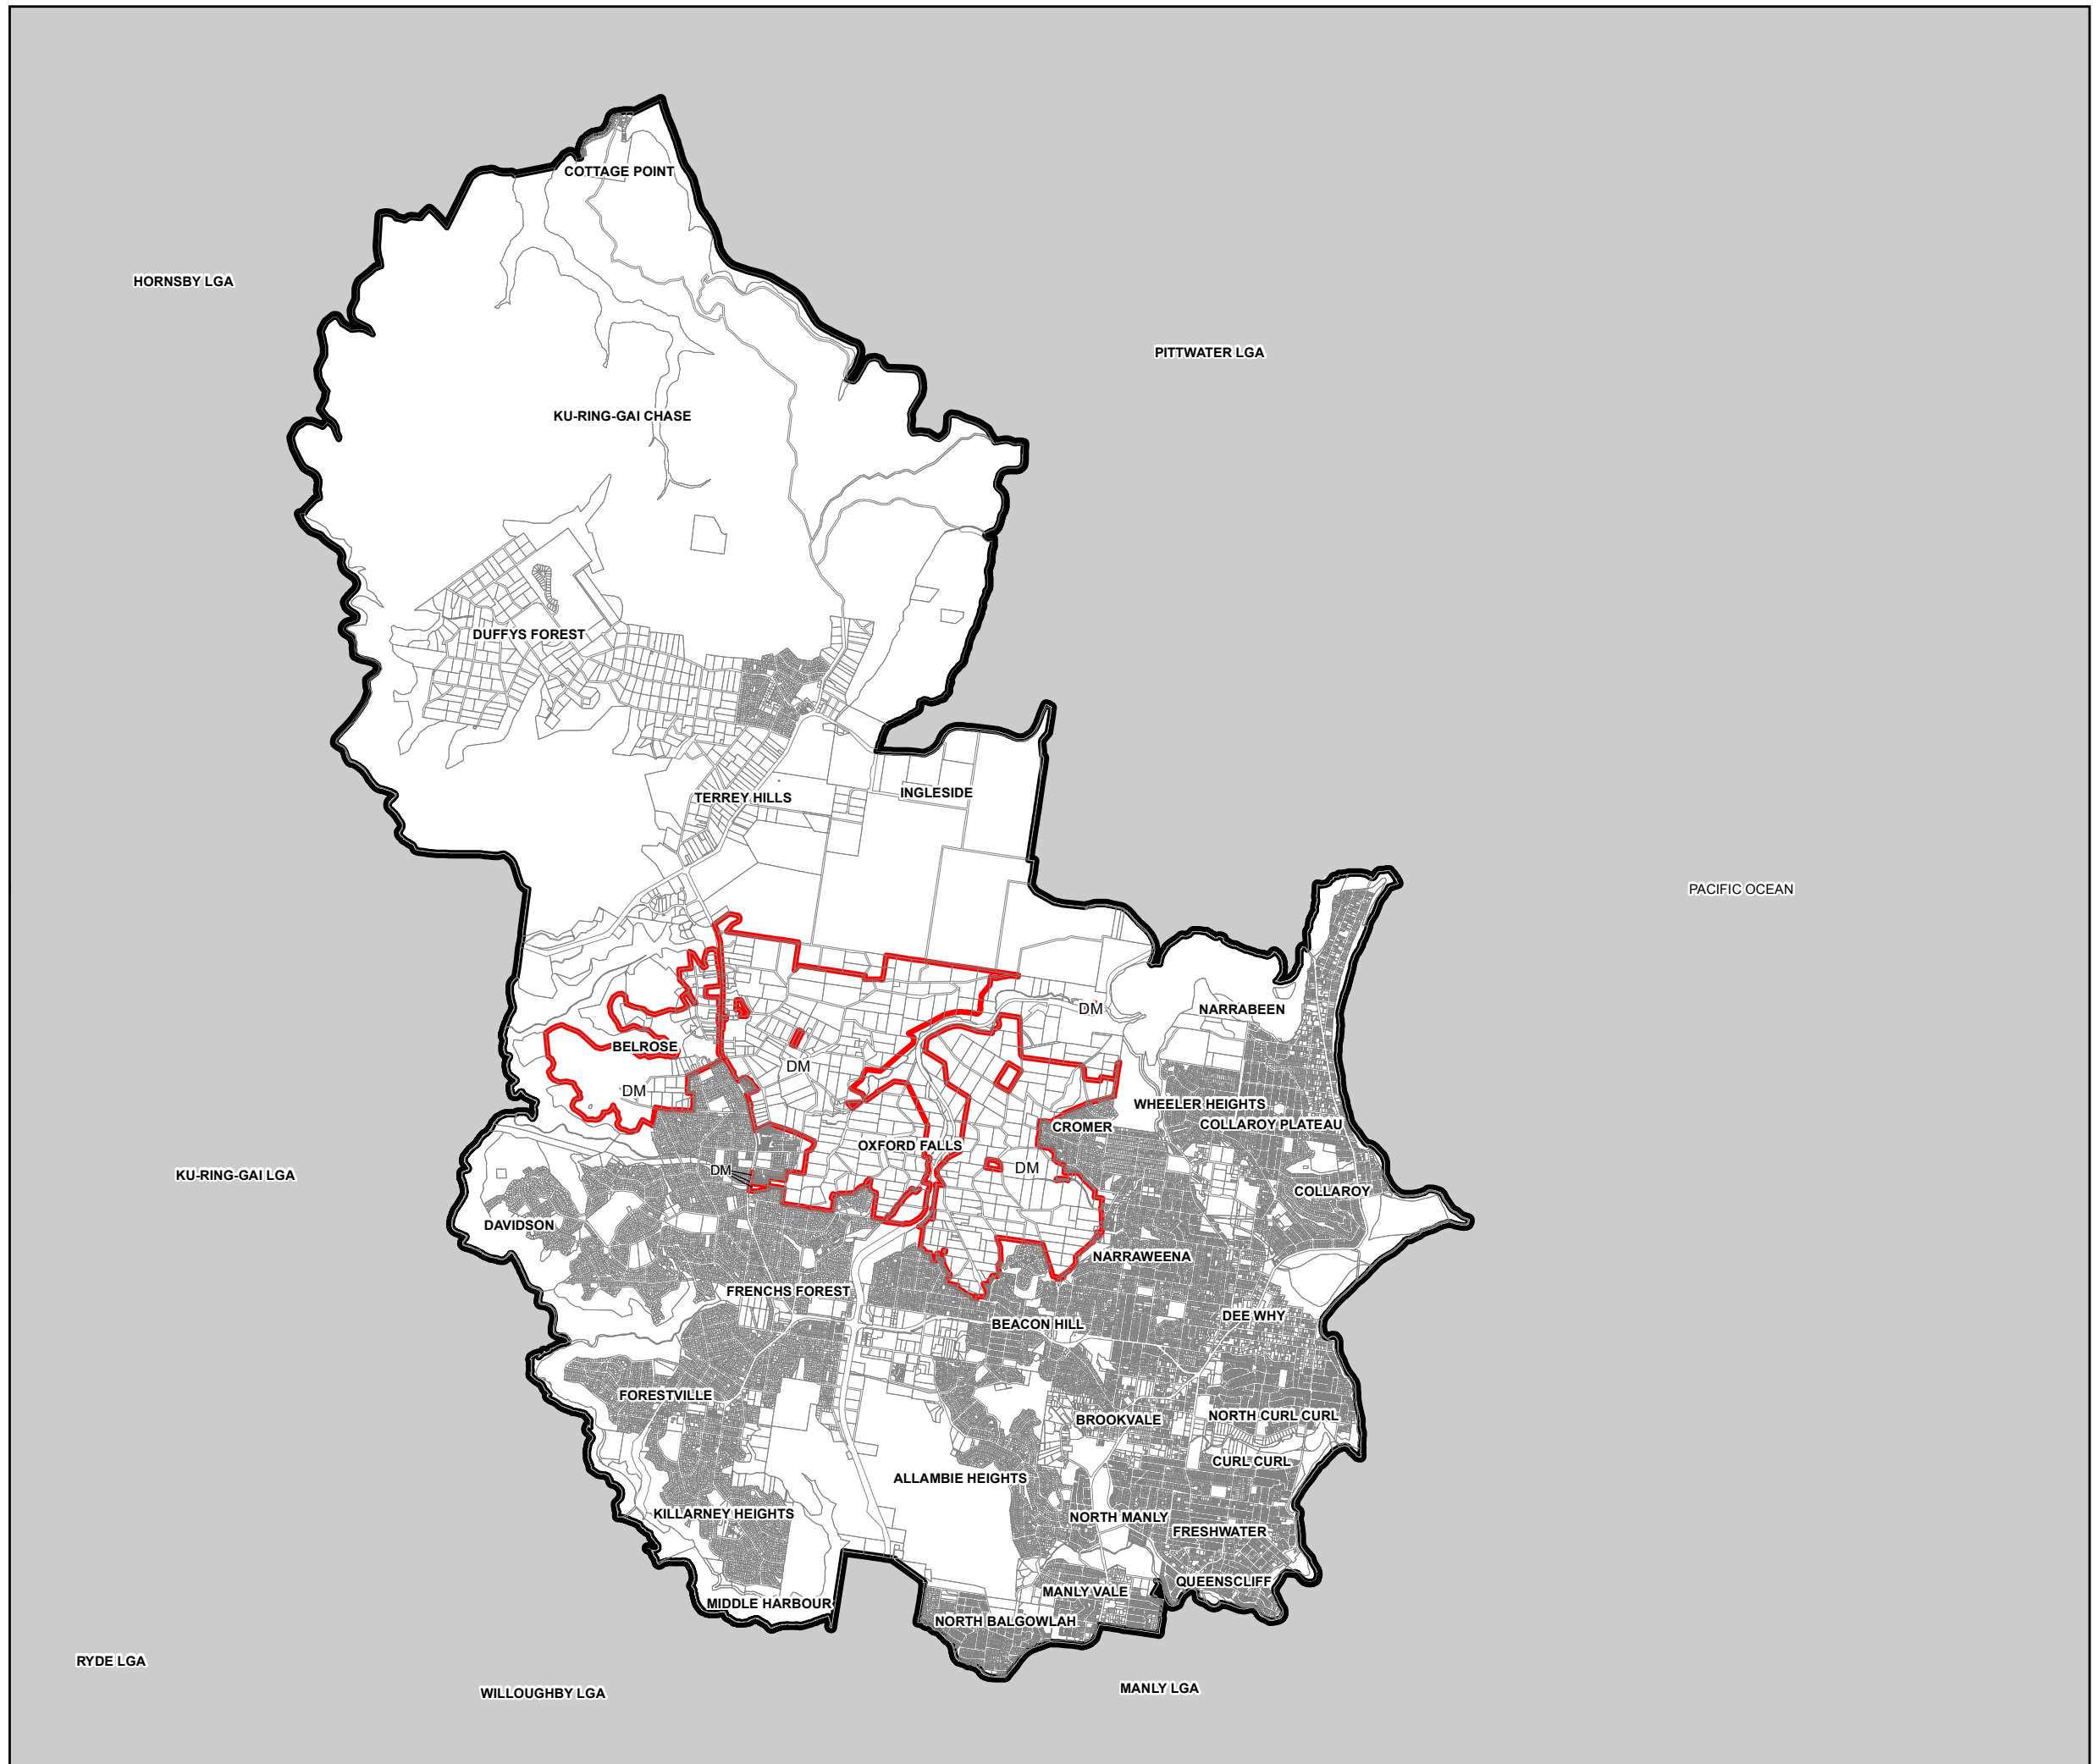 COTTAGE POINT
HORNSBY LGA
PITTWATER LGA
KU-RING-GAI CHASE
DUFFYS FOREST
INGLESIDE
TERREY HILLS
PACIFIC OCEAN
DM
NARRABEEN
BELROSE
DM
DM
WHEELER HEIGHTS
COLLAROY PLATEAU
CROMER
OXFORD FALLS
DM
DM
KU-RING-GAI LGA
COLLAROY
DAVIDSON
NARRAWEENA
FRENCHS FOREST
DEE WHY
BEACON HILL
FORESTVILLE
NORTH CURL CURL
BROOKVALE
CURL CURL
ALLAMBIE HEIGHTS
KILLARNEY HEIGHTS
NORTH MANLY
FRESHWATER
QUEENSCLIFF
MANLY VALE
MIDDLE HARBOUR
NORTH BALGOWLAH
RYDE LGA
MANLY LGA
WILLOUGHBY LGA